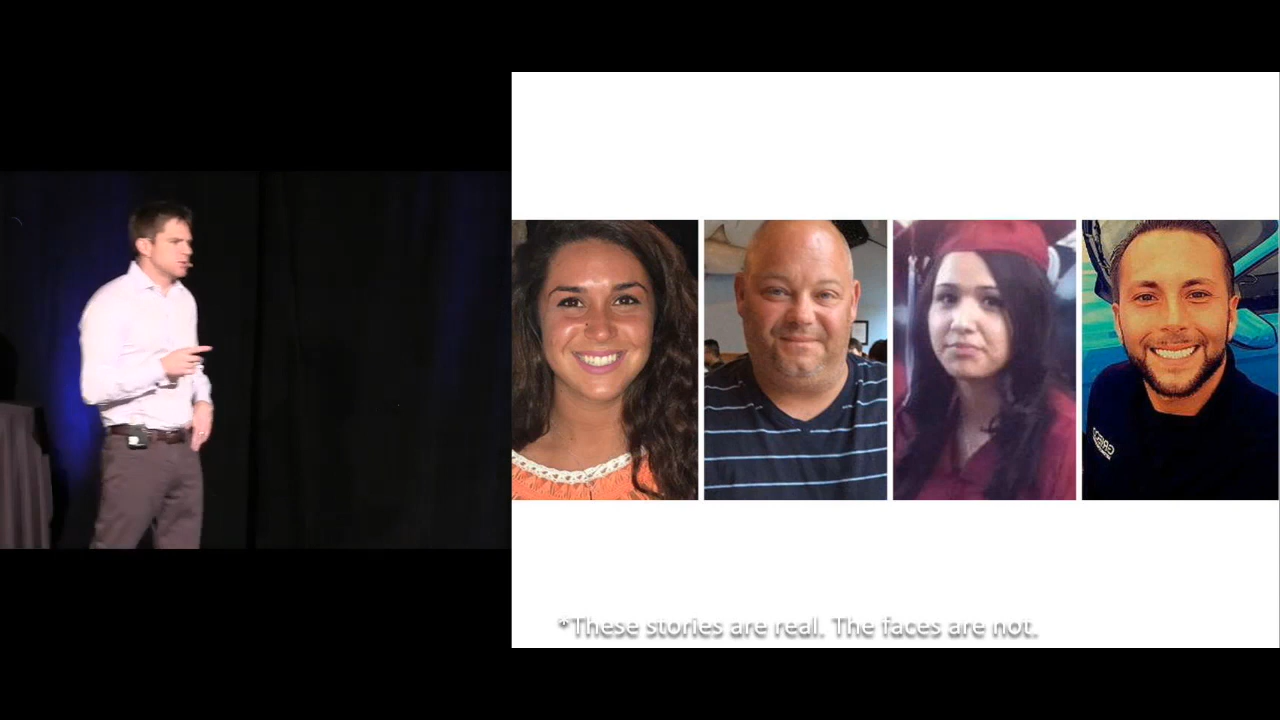 *These stories are real. The faces are not.